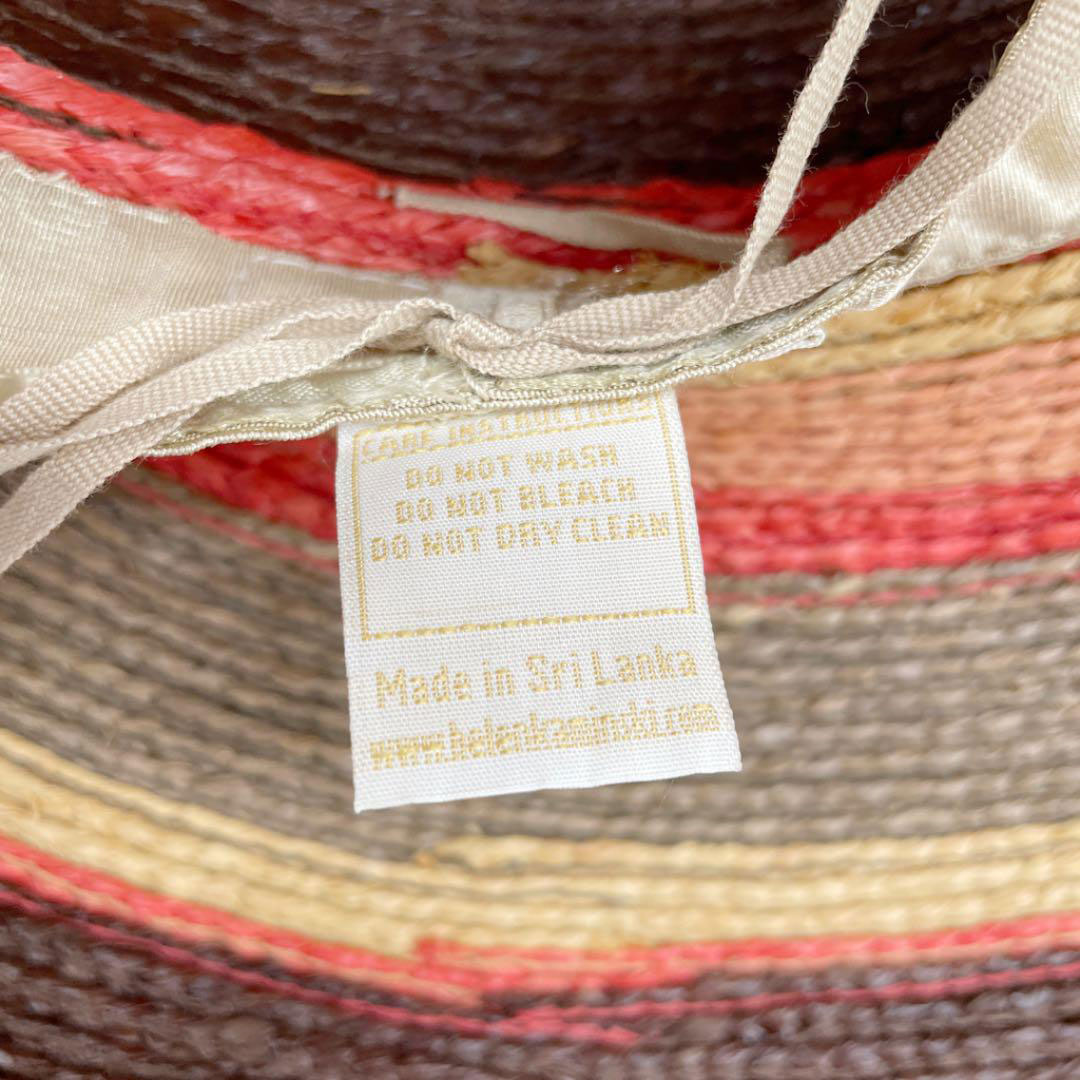 CARE INSTRUCTIONS
DO NOT WASH
DO NOT BLEACH
DO NOT DRY CLEAN
Made in Sri Lanka
www.helenkaminski.com